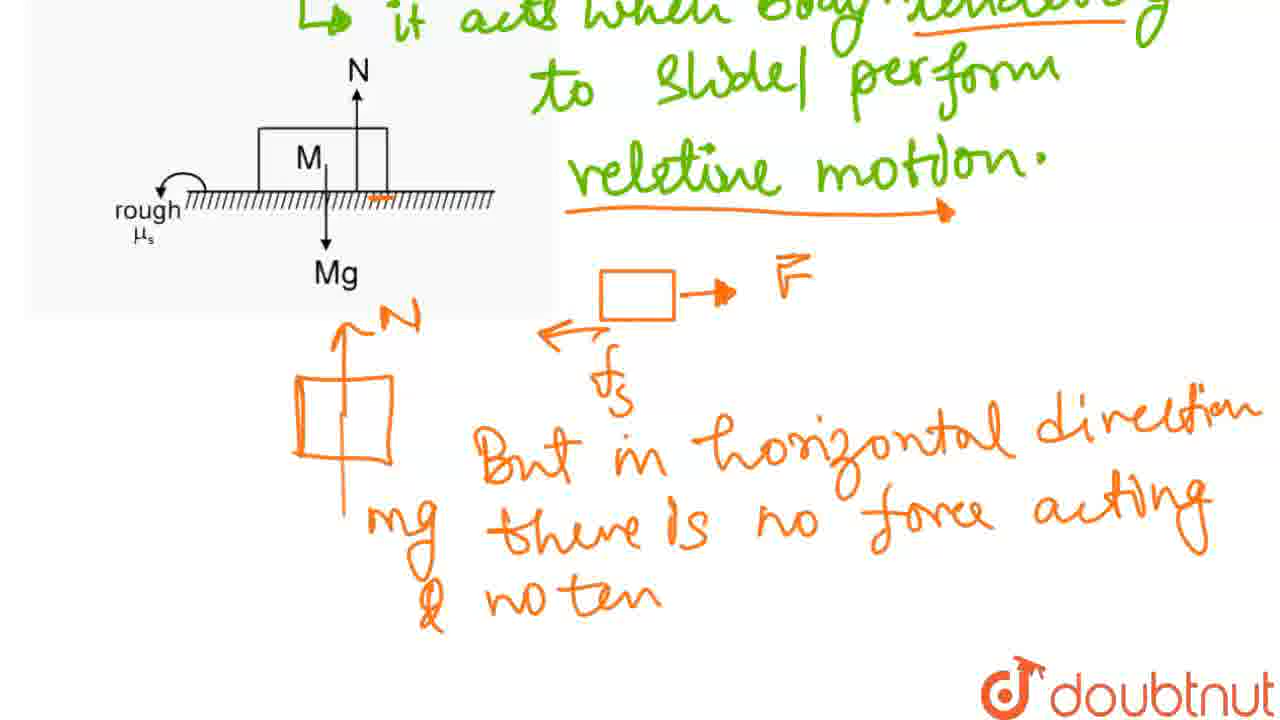 ↳ it acts when body
to slide/ perform
reletive motion.
N
M
rough
μs
Mg
F
fs
N
mg
But in horizontal direction
there is no force acting
& no ten
doubtnut